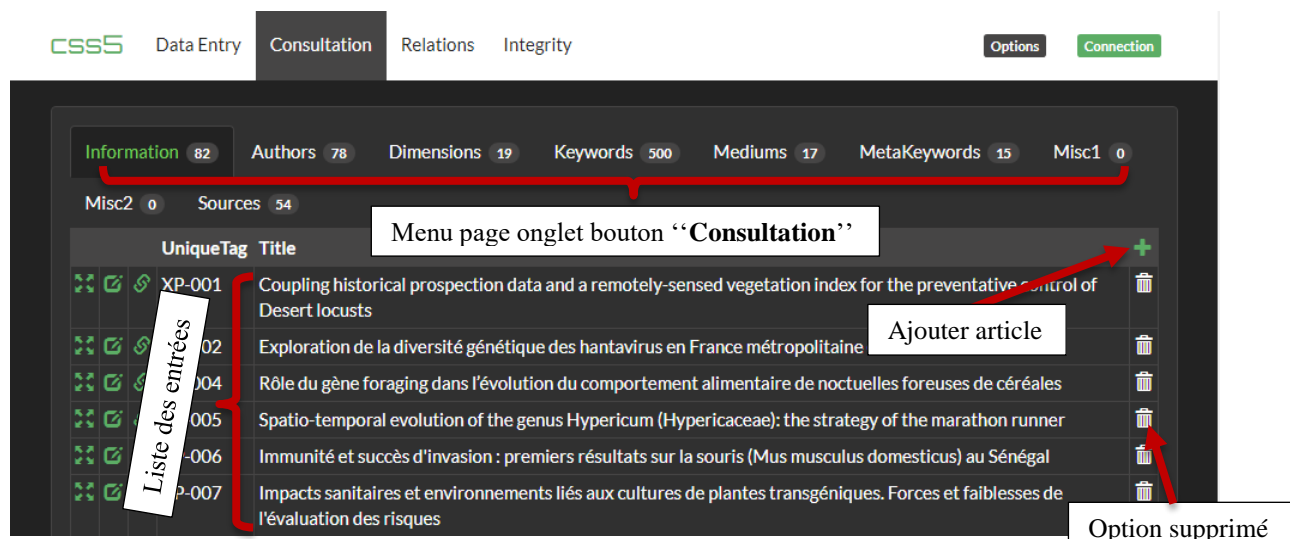 css5 Data Entry Consultation Relations Integrity Options Connection
Information 82 Authors 78 Dimensions 19 Keywords 500 Mediums 17 MetaKeywords 15 Misc1 0
Misc2 0 Sources 54
Menu page onglet bouton ‘‘Consultation’’
UniqueTag Title
XP-001 Coupling historical prospection data and a remotely-sensed vegetation index for the preventative control of
Desert locusts
Ajouter article
02 Exploration de la diversité génétique des hantavirus en France métropolitaine
004 Rôle du gène foraging dans l'évolution du comportement alimentaire de noctuelles foreuses de céréales
005 Spatio-temporal evolution of the genus Hypericum (Hypericaceae): the strategy of the marathon runner
-006 Immunité et succès d'invasion : premiers résultats sur la souris (Mus musculus domesticus) au Sénégal
P-007 Impacts sanitaires et environnements liés aux cultures de plantes transgéniques. Forces et faiblesses de
l'évaluation des risques
Liste des entrées
Option supprimé